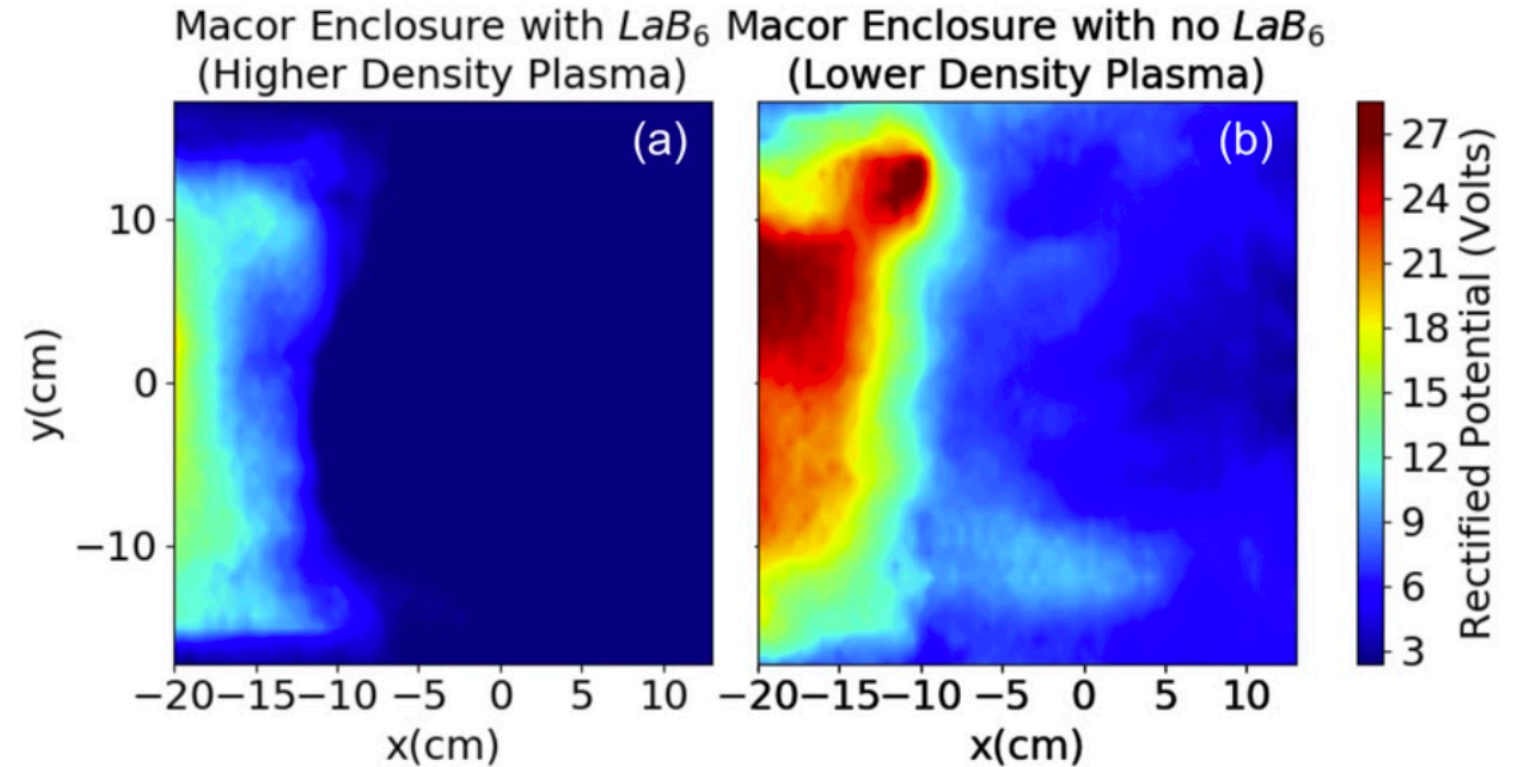 Macor Enclosure with LaB₆ Macor Enclosure with no LaB₆
(Higher Density Plasma) (Lower Density Plasma)
(a) (b)
y(cm)
10
0
−10
−20 −15 −10 −5 0 5 10
x(cm)
−20 −15 −10 −5 0 5 10
x(cm)
27
24
21
18
15
12
9
6
3
Rectified Potential (Volts)